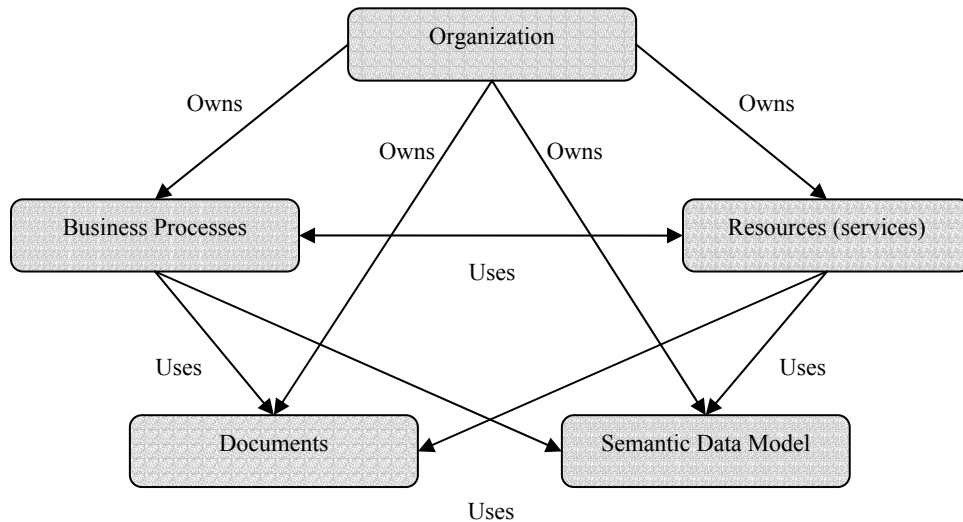 Organization
Owns
Owns
Owns
Owns
Business Processes
Resources (services)
Uses
Uses
Uses
Documents
Semantic Data Model
Uses